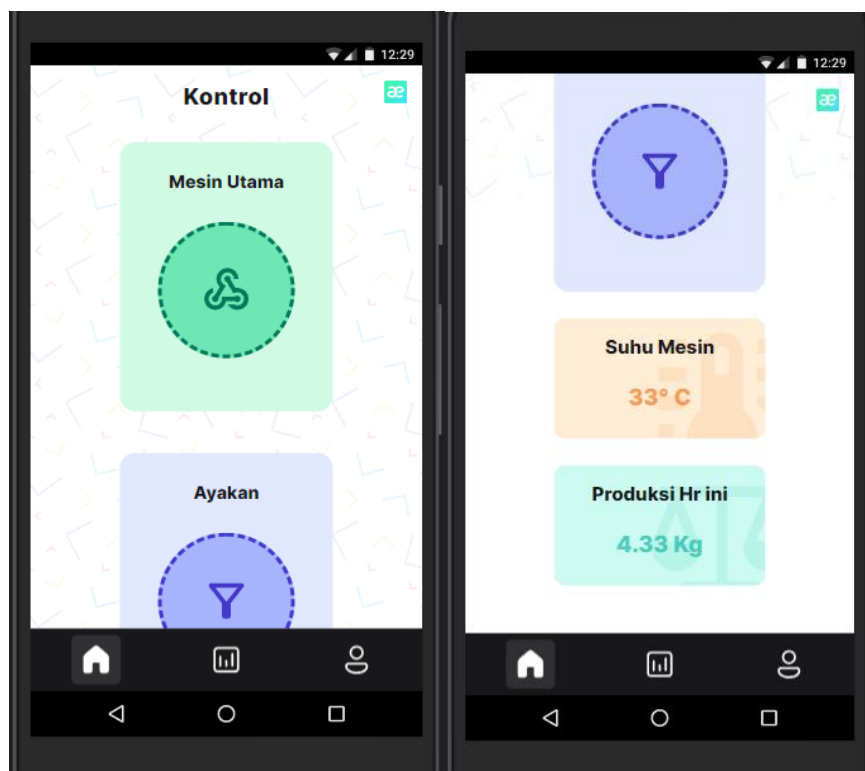 12:29
Kontrol
æ
Mesin Utama
Ayakan
12:29
æ
Suhu Mesin
33° C
Produksi Hr ini
4.33 Kg